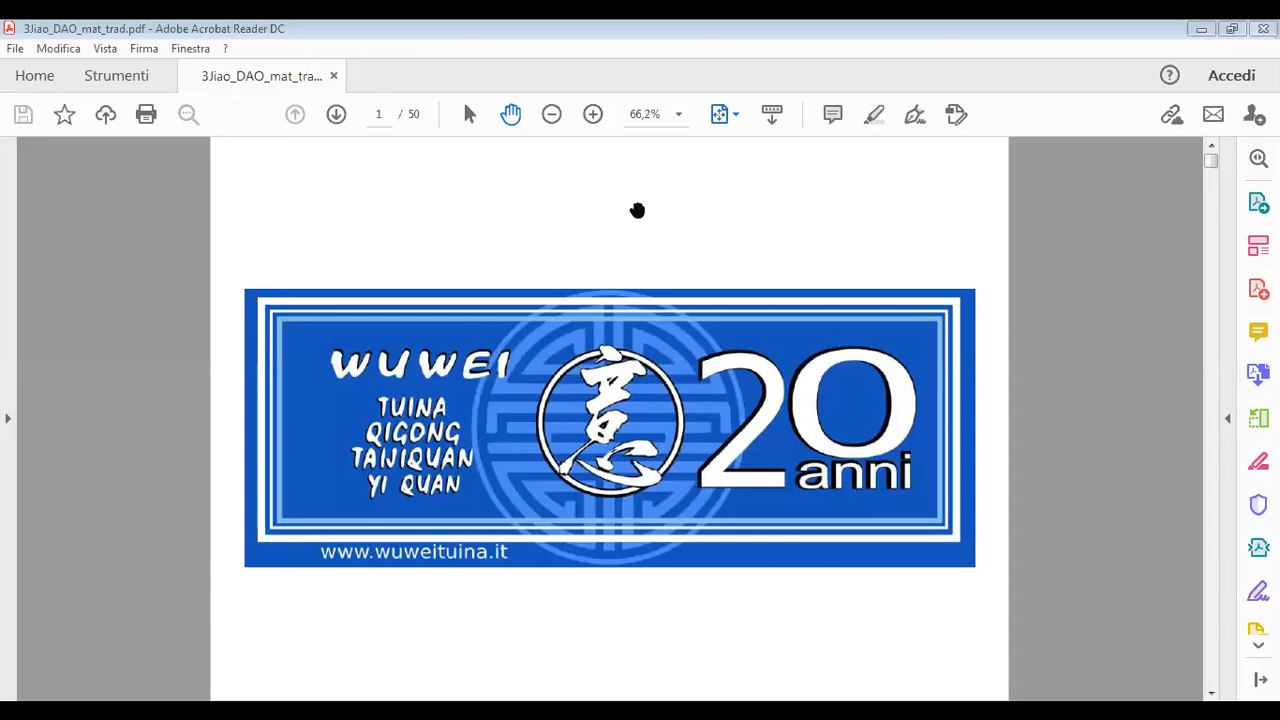 3Jiao_DAO_mat_trad.pdf - Adobe Acrobat Reader DC
File Modifica Vista Firma Finestra ?
Home Strumenti 3Jiao_DAO_mat_tra... × Accedi
1 / 50 66,2%
WUWEI
TUINA
QIGONG
TAIJIQUAN
YI QUAN
意
20
anni
www.wuweituina.it